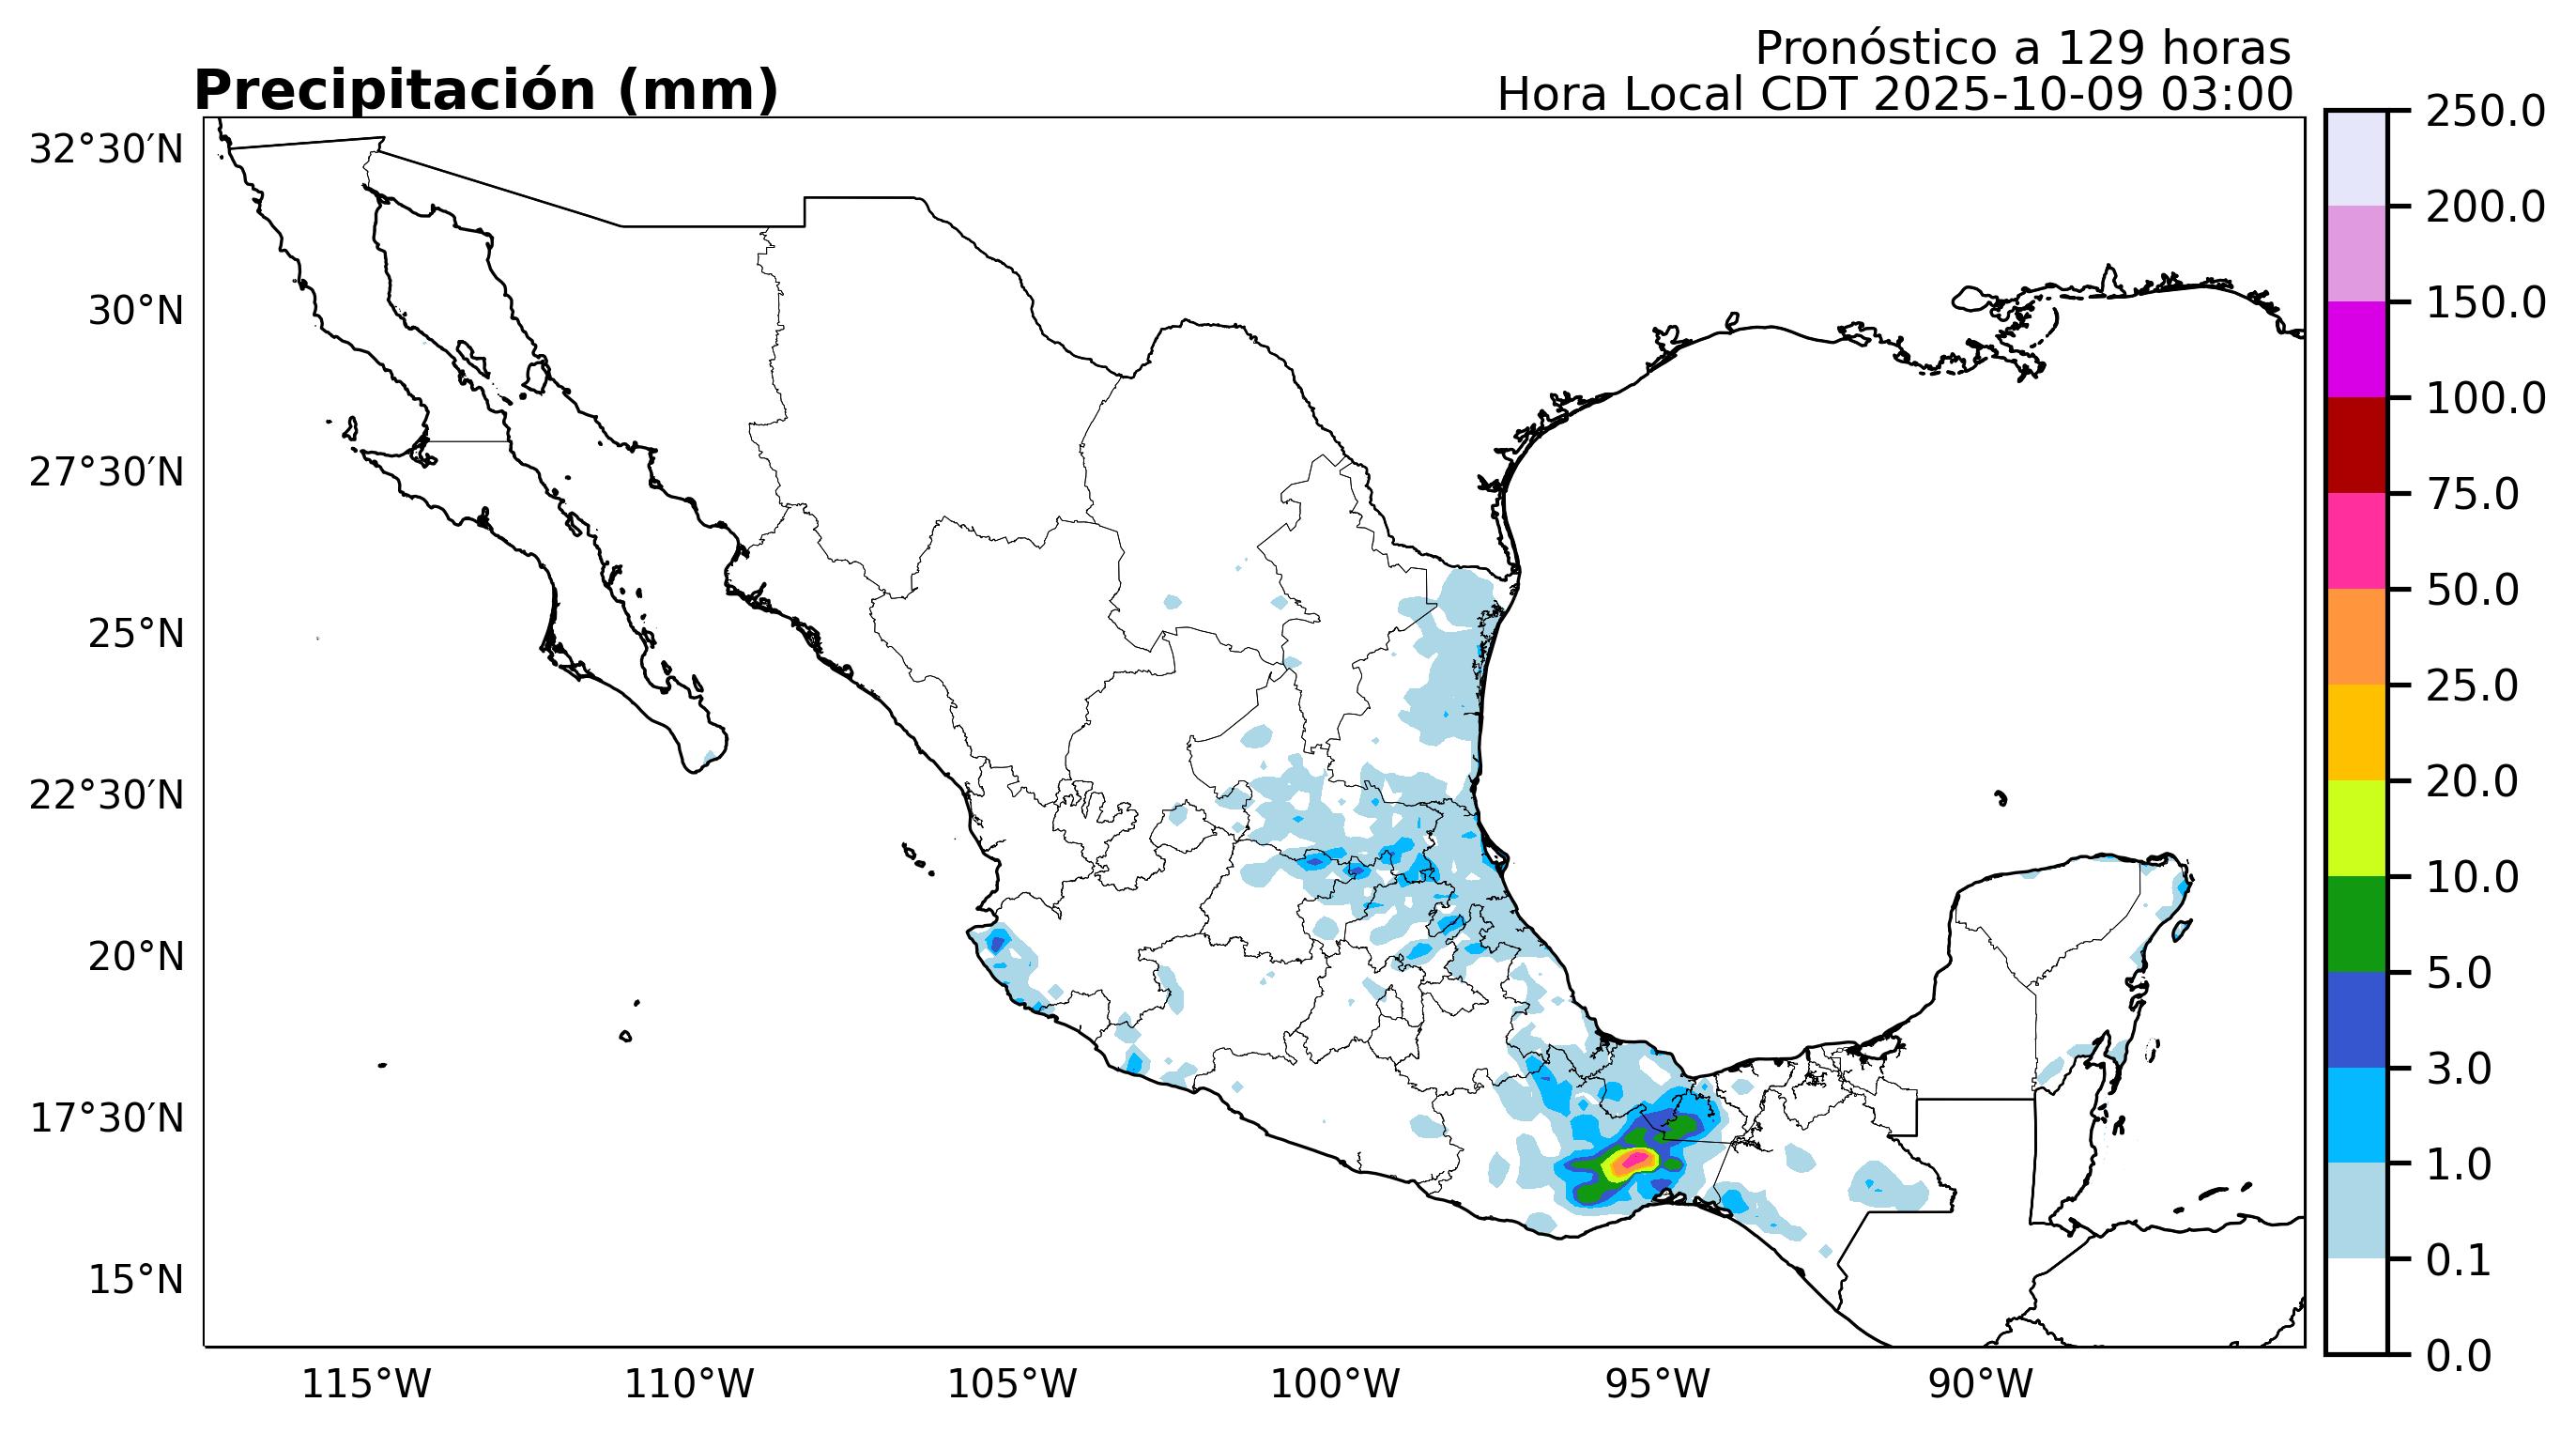 Pronóstico a 129 horas
Precipitación (mm)
Hora Local CDT 2025-10-09 03:00
32°30′N
30°N
27°30′N
25°N
22°30′N
20°N
17°30′N
15°N
115°W
110°W
105°W
100°W
95°W
90°W
250.0
200.0
150.0
100.0
75.0
50.0
25.0
20.0
10.0
5.0
3.0
1.0
0.1
0.0